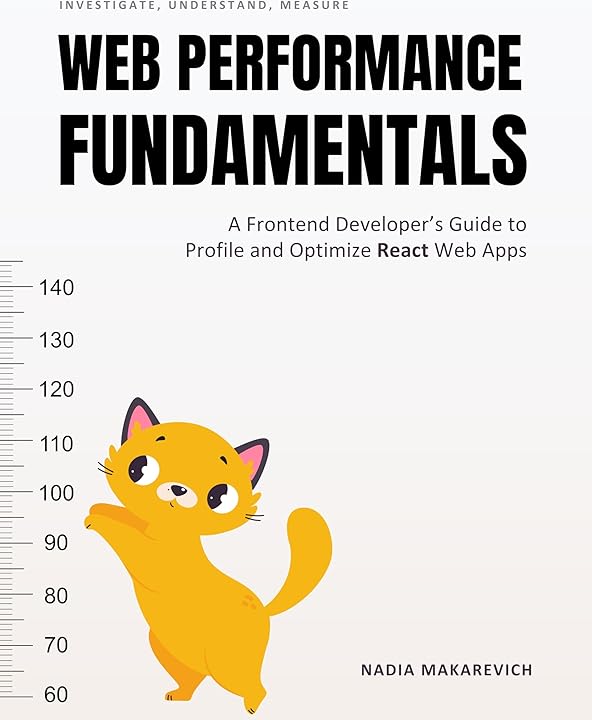 INVESTIGATE, UNDERSTAND, MEASURE
WEB PERFORMANCE
FUNDAMENTALS
A Frontend Developer’s Guide to
Profile and Optimize React Web Apps
140
130
120
110
100
90
80
70
60
NADIA MAKAREVICH